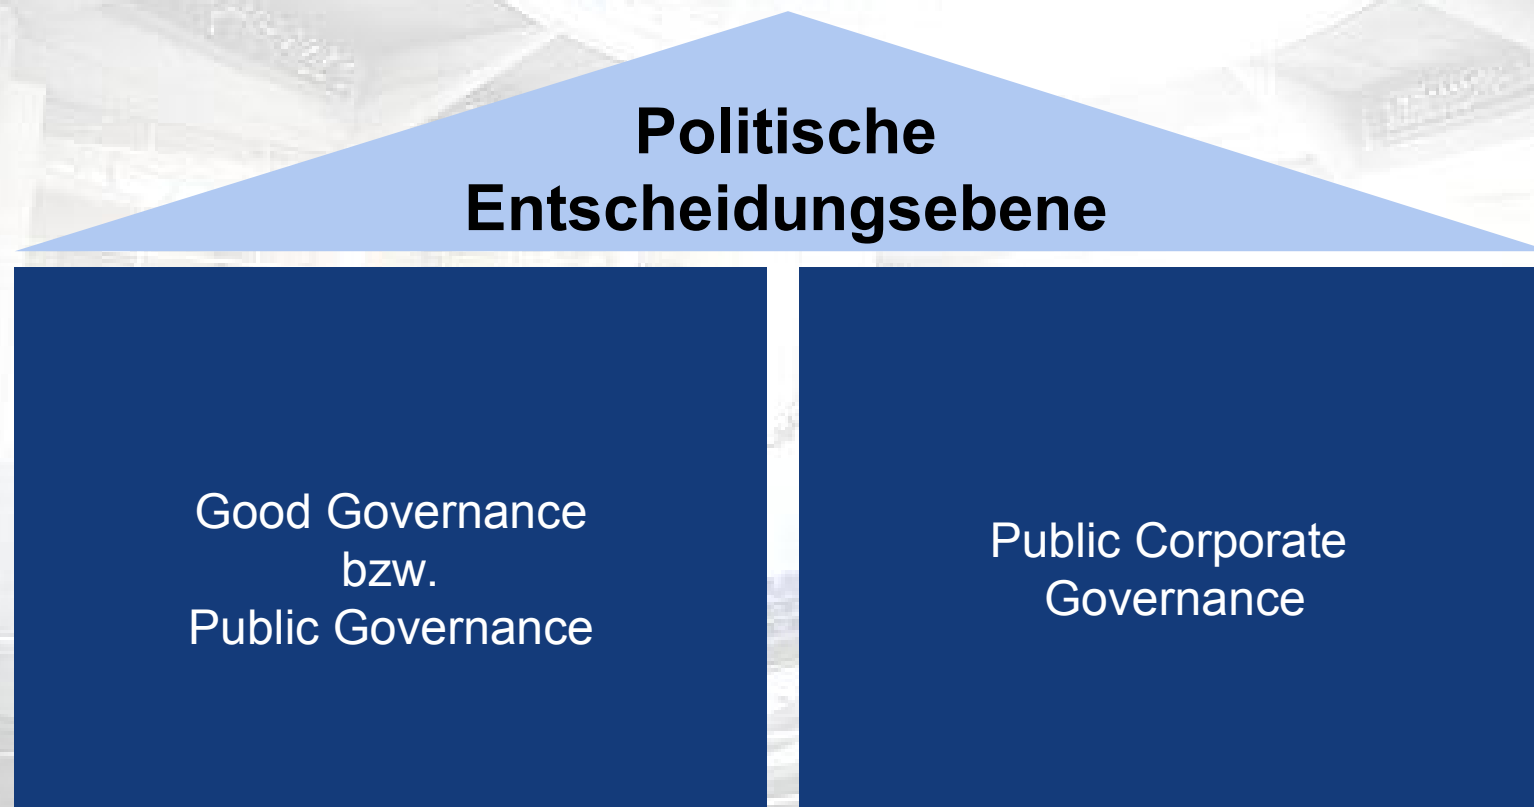 Politische
Entscheidungsebene
Good Governance
bzw.
Public Governance
Public Corporate
Governance